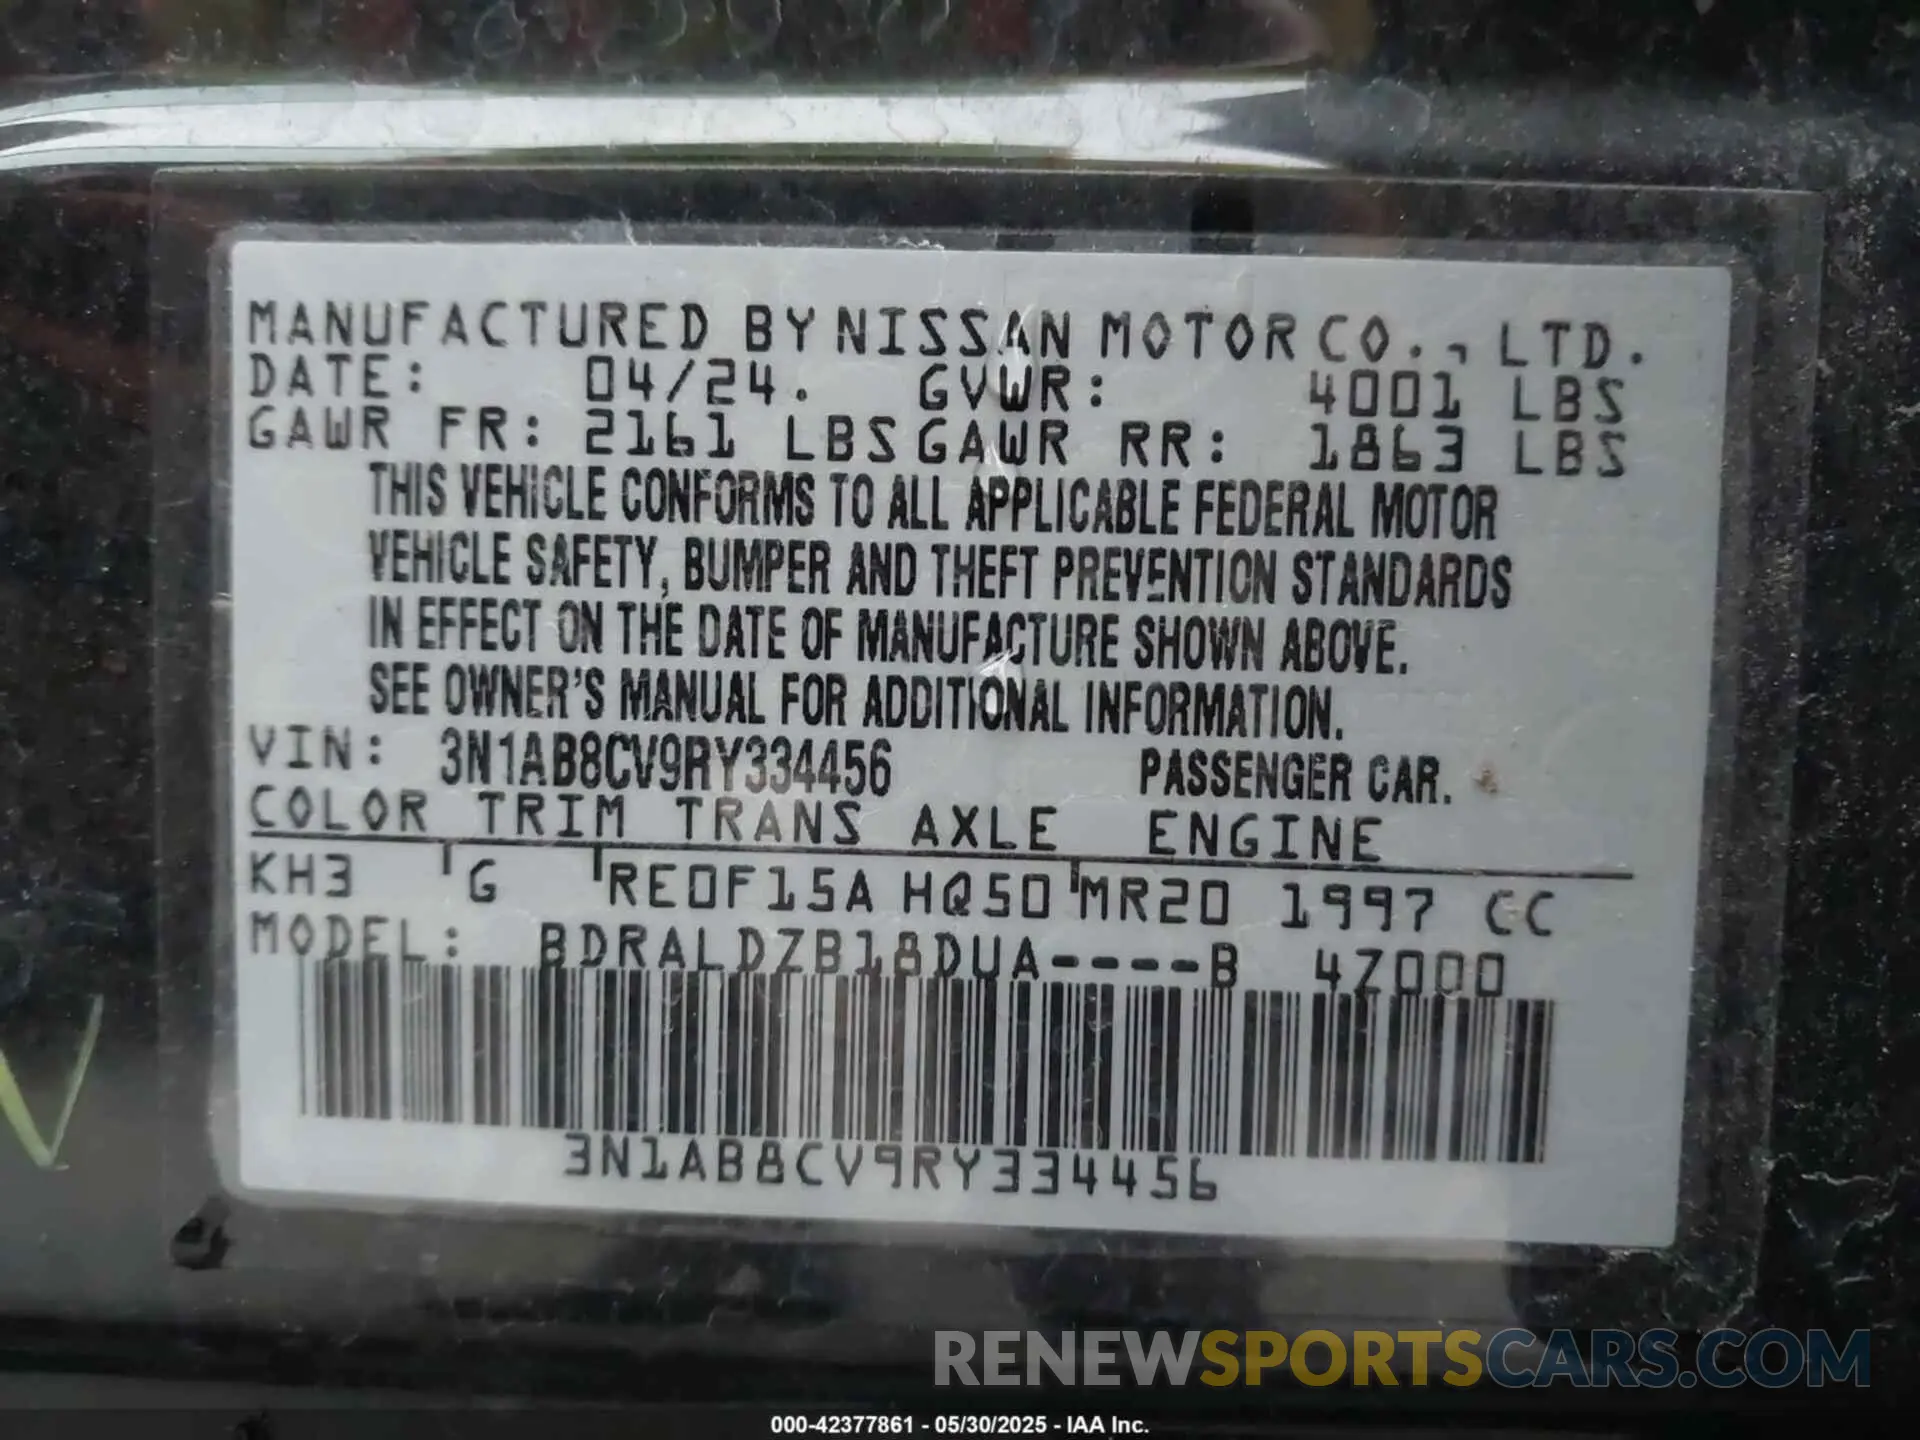 MANUFACTURED BY NISSAN MOTOR CO., LTD.
DATE: 04/24. GVWR: 4001 LBS
GAWR FR: 2161 LBS GAWR RR: 1863 LBS
THIS VEHICLE CONFORMS TO ALL APPLICABLE FEDERAL MOTOR
VEHICLE SAFETY, BUMPER AND THEFT PREVENTION STANDARDS
IN EFFECT ON THE DATE OF MANUFACTURE SHOWN ABOVE.
SEE OWNER'S MANUAL FOR ADDITIONAL INFORMATION.
VIN: 3N1AB8CV9RY334456 PASSENGER CAR.
COLOR TRIM TRANS AXLE ENGINE
KH3 G RE0F15A HQ50 MR20 1997 CC
MODEL: BDRALDZB18DUA----B 4Z000
3N1AB8CV9RY334456
RENEWSPORTSCARS.COM
000-42377861 - 05/30/2025 - IAA Inc.